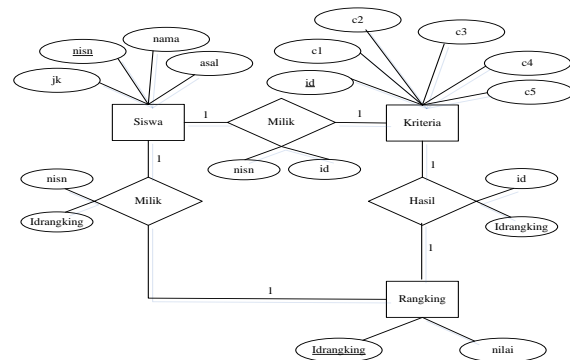 c2
nisn
nama
c3
c1
asal
c4
jk
id
c5
Siswa
1
Milik
1
Kriteria
1
nisn
id
1
nisn
Milik
Idrangking
id
Hasil
Idrangking
1
1
Rangking
Idrangking
nilai